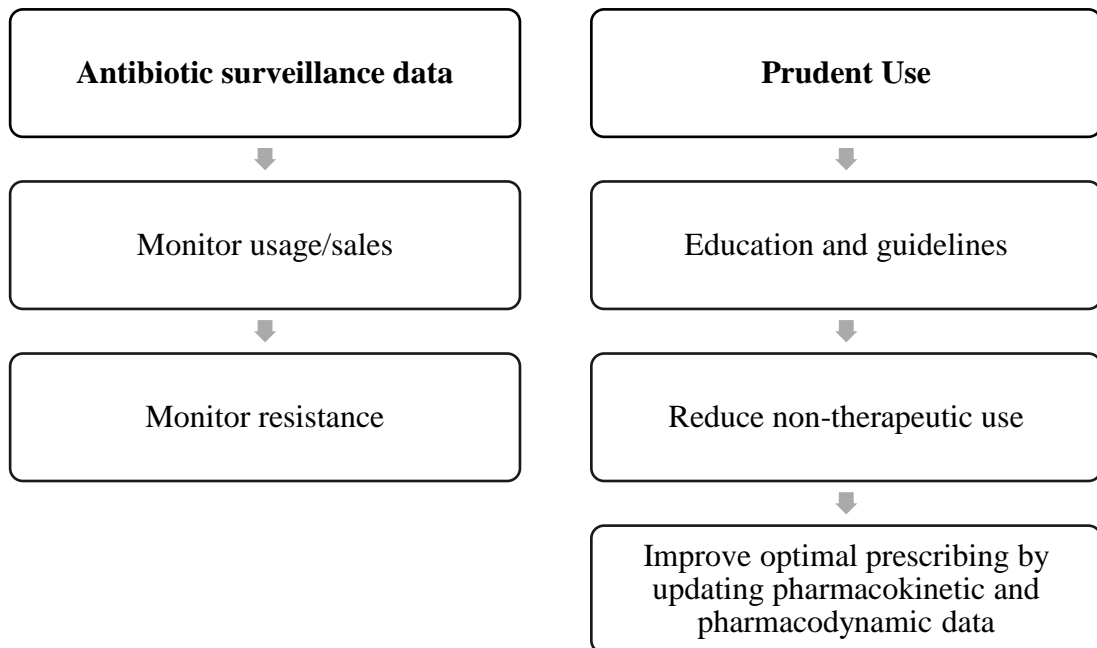 Antibiotic surveillance data
Monitor usage/sales
Monitor resistance
Prudent Use
Education and guidelines
Reduce non-therapeutic use
Improve optimal prescribing by
updating pharmacokinetic and
pharmacodynamic data